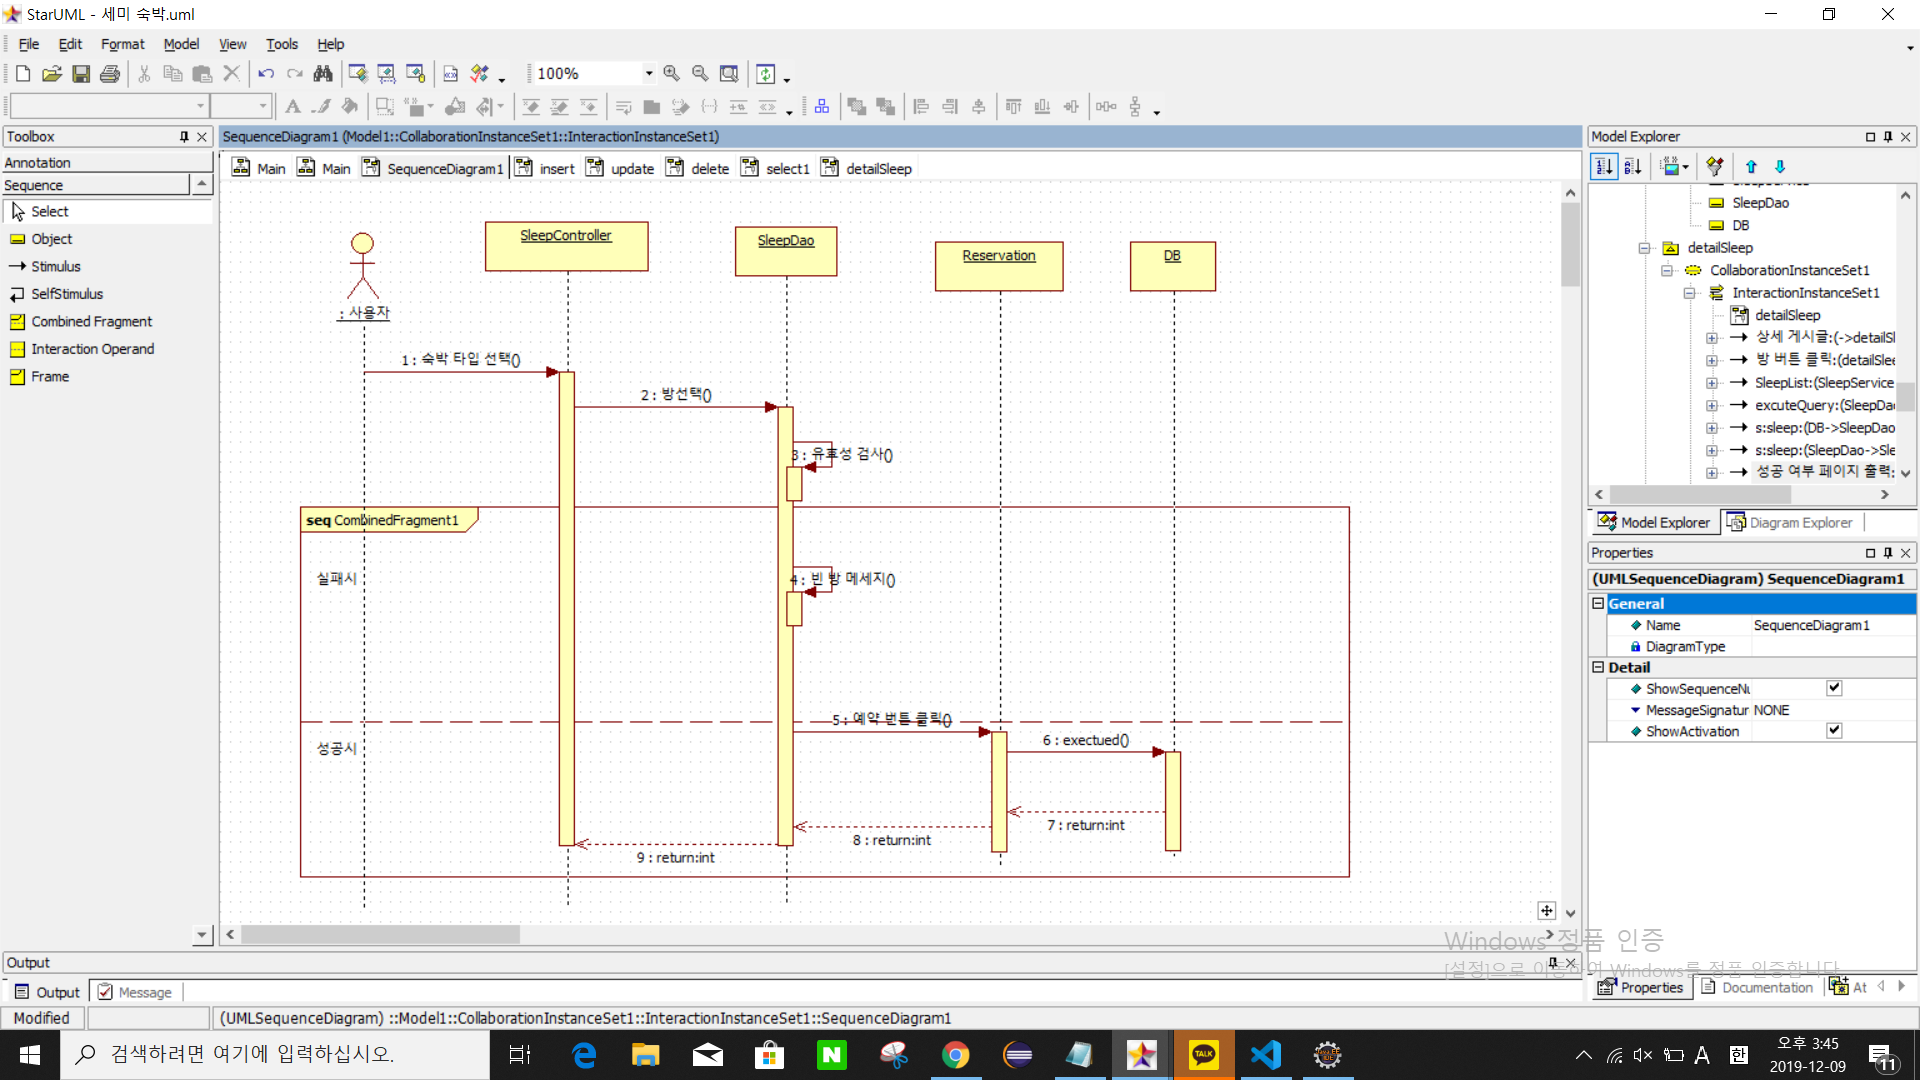 StarUML - 세미 숙박.uml
File Edit Format Model View Tools Help
100%
Toolbox
Annotation
Sequence
Select
Object
Stimulus
SelfStimulus
Combined Fragment
Interaction Operand
Frame
SequenceDiagram1 (Model1::CollaborationInstanceSet1::InteractionInstanceSet1)
Main Main SequenceDiagram1 insert update delete select1 detailSleep
SleepController
SleepDao
Reservation
DB
: 사용자
1 : 숙박 타입 선택()
2 : 방선택()
3 : 유효성 검사()
seq CombinedFragment1
실패시
4 : 빈 방 메세지()
5 : 예약 번튼 클릭()
성공시
6 : exectued()
7 : return:int
8 : return:int
9 : return:int
Model Explorer
SleepDao
DB
detailSleep
CollaborationInstanceSet1
InteractionInstanceSet1
detailSleep
상세 게시글:(->detailSl
방 버튼 클릭:(detailSlee
SleepList:(SleepService
excuteQuery:(SleepDao
s:sleep:(DB->SleepDao
s:sleep:(SleepDao->Sle
성공 여부 페이지 출력:
Model Explorer Diagram Explorer
Properties
(UMLSequenceDiagram) SequenceDiagram1
General
Name SequenceDiagram1
DiagramType
Detail
ShowSequenceNu
MessageSignatur NONE
ShowActivation
Windows 정품 인증
[설정]으로 이동하여 Windows를 정품 인증합니다.
Properties Documentation At
Output
Output Message
Modified
(UMLSequenceDiagram) ::Model1::CollaborationInstanceSet1::InteractionInstanceSet1::SequenceDiagram1
검색하려면 여기에 입력하십시오.
N
TALK
A 한
오후 3:45
2019-12-09
11